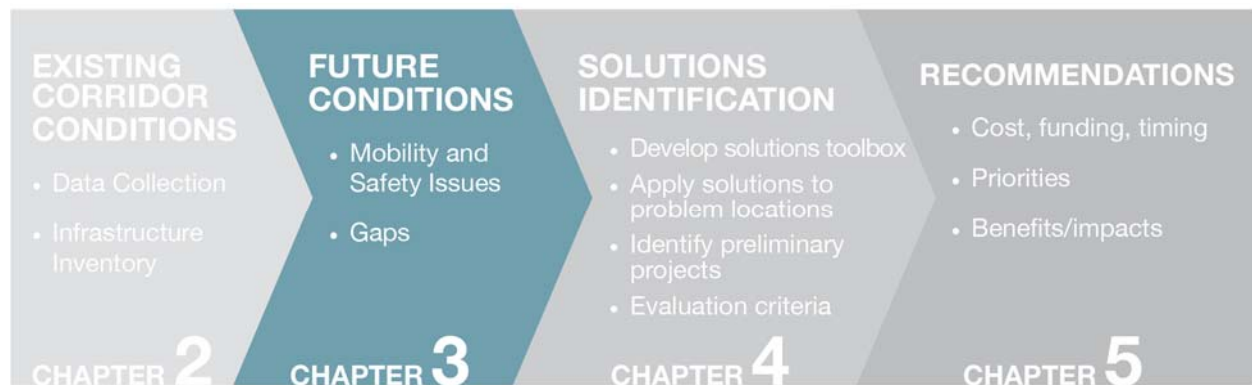 EXISTING
CORRIDOR
CONDITIONS
• Data Collection
• Infrastructure
Inventory
CHAPTER 2
FUTURE
CONDITIONS
• Mobility and
Safety Issues
• Gaps
CHAPTER 3
SOLUTIONS
IDENTIFICATION
• Develop solutions toolbox
• Apply solutions to
problem locations
• Identify preliminary
projects
• Evaluation criteria
CHAPTER 4
RECOMMENDATIONS
• Cost, funding, timing
• Priorities
• Benefits/impacts
CHAPTER 5